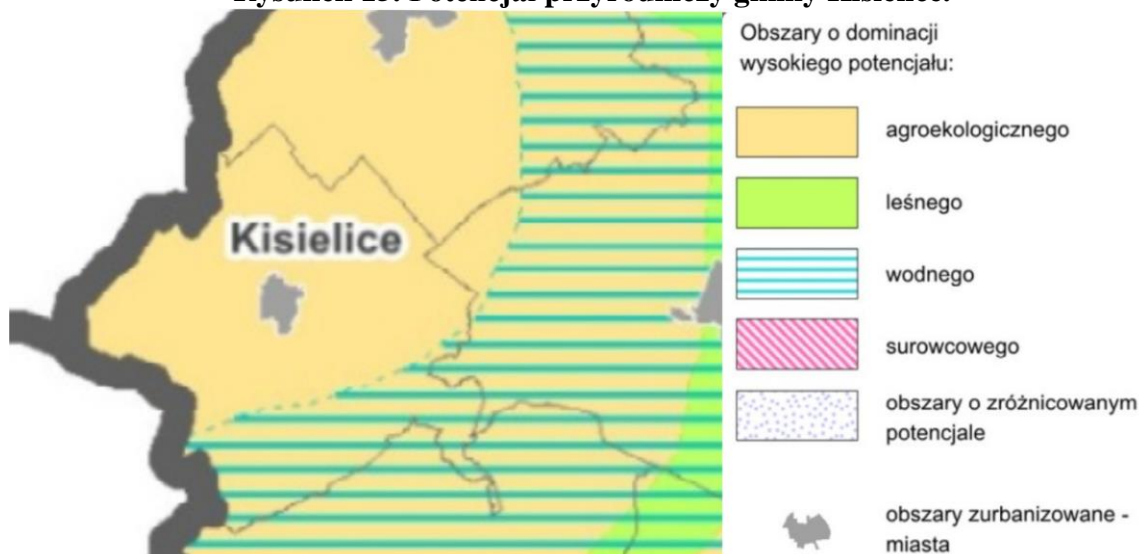 Obszary o dominacji
wysokiego potencjału:
agroekologicznego
leśnego
Kisielice
wodnego
surowcowego
obszary o zróżnicowanym
potencjale
obszary zurbanizowane -
miasta